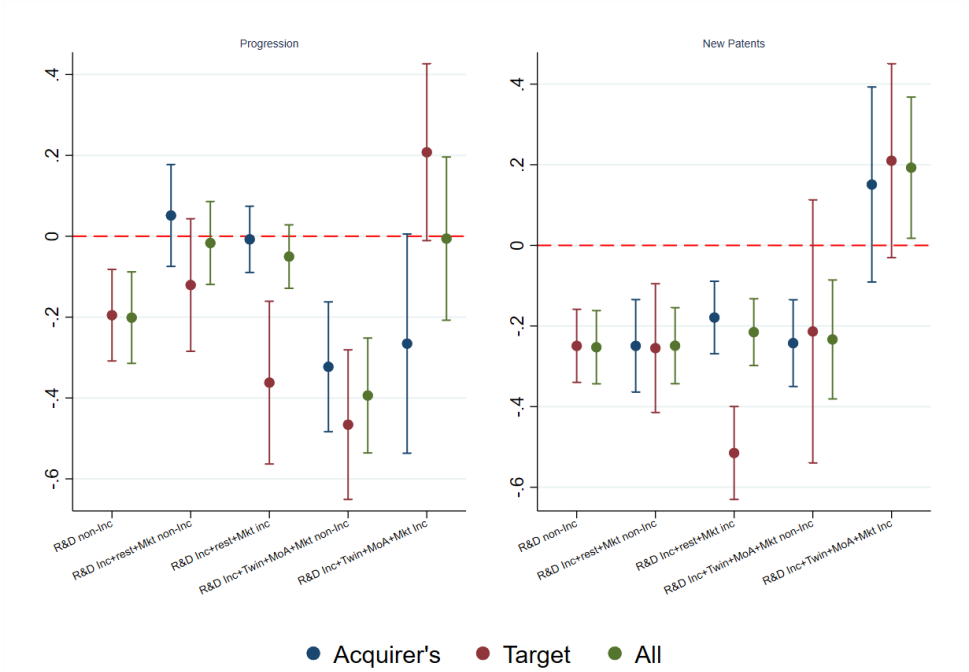 Progression
New Patents
.4
.2
0
-.2
-.4
-.6
.4
.2
0
-.2
-.4
-.6
R&D non-Inc
R&D Inc+rest+Mkt non-Inc
R&D Inc+rest+Mkt inc
R&D Inc+Twin+MoA+Mkt non-Inc
R&D Inc+Twin+MoA+Mkt Inc
R&D non-Inc
R&D Inc+rest+Mkt non-Inc
R&D Inc+rest+Mkt inc
R&D Inc+Twin+MoA+Mkt non-Inc
R&D Inc+Twin+MoA+Mkt Inc
Acquirer's Target All